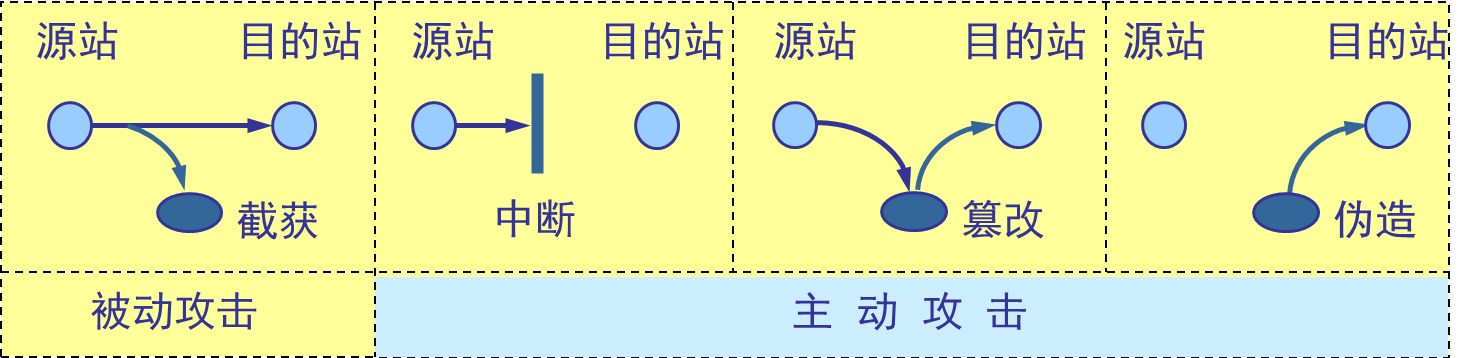 源站 目的站 源站 目的站 源站 目的站 源站 目的站
截获 中断 篡改 伪造
被动攻击 主 动 攻 击